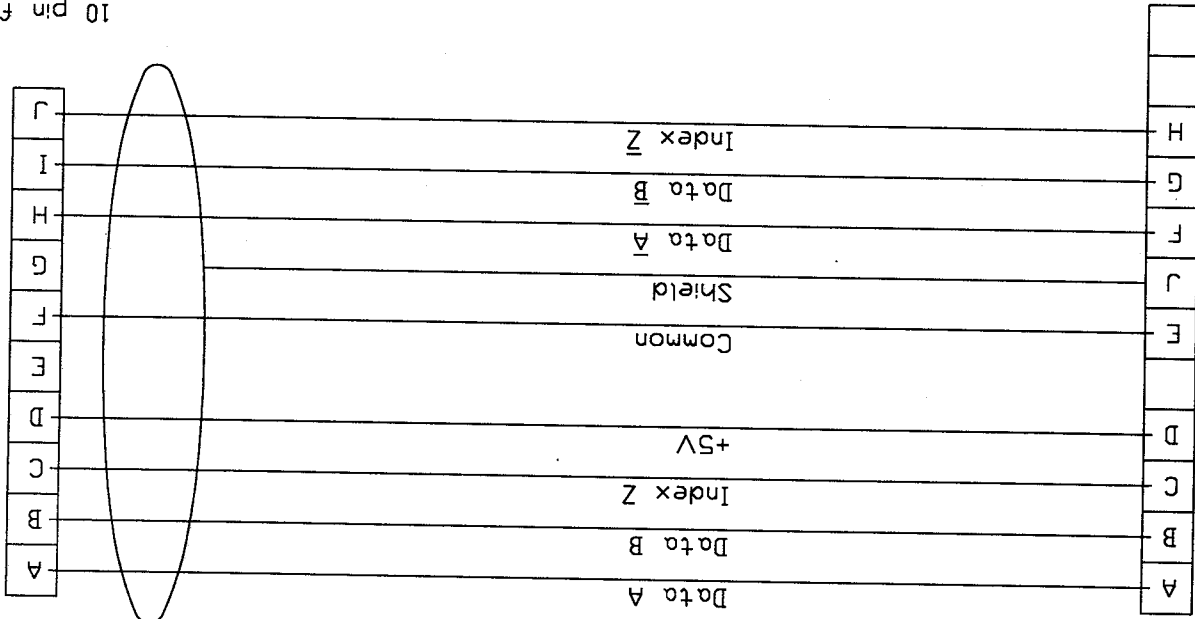 A Data A A
B Data B B
C Index Z C
D +5V D
E
E Common F
J Shield G
F Data A̅ H
G Data B̅ I
H Index Z̅ J
10 pin f